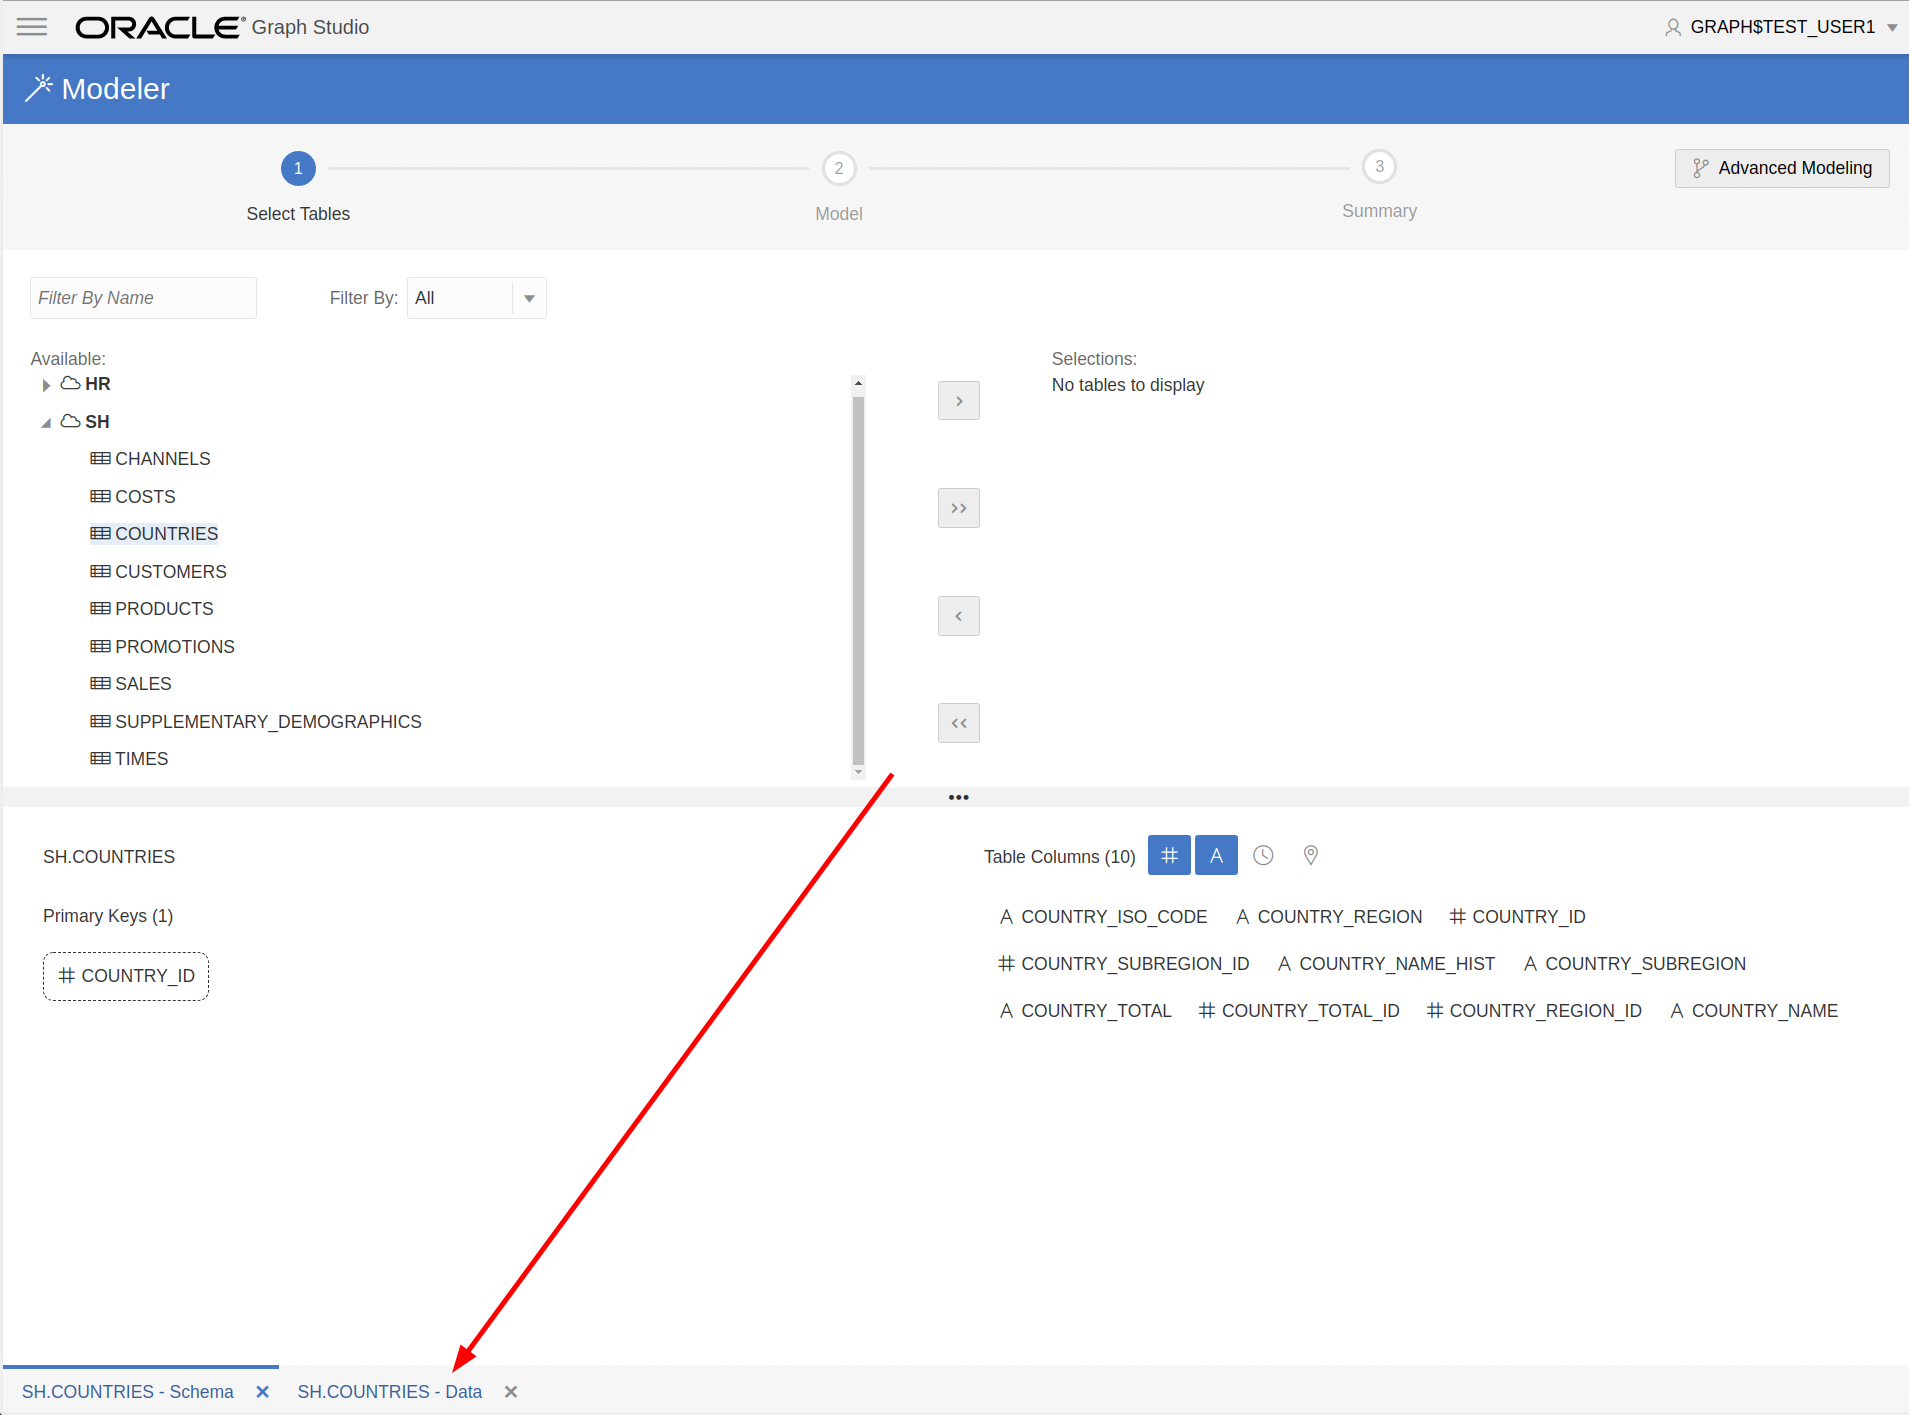 ORACLE® Graph Studio
GRAPH$TEST_USER1
Modeler
1
2
3
Advanced Modeling
Select Tables
Model
Summary
Filter By Name
Filter By: All
Available:
Selections:
HR
No tables to display
SH
CHANNELS
COSTS
COUNTRIES
CUSTOMERS
PRODUCTS
PROMOTIONS
SALES
SUPPLEMENTARY_DEMOGRAPHICS
TIMES
SH.COUNTRIES
Table Columns (10)
Primary Keys (1)
COUNTRY_ID
A COUNTRY_ISO_CODE A COUNTRY_REGION # COUNTRY_ID
# COUNTRY_SUBREGION_ID A COUNTRY_NAME_HIST A COUNTRY_SUBREGION
A COUNTRY_TOTAL # COUNTRY_TOTAL_ID # COUNTRY_REGION_ID A COUNTRY_NAME
SH.COUNTRIES - Schema
SH.COUNTRIES - Data